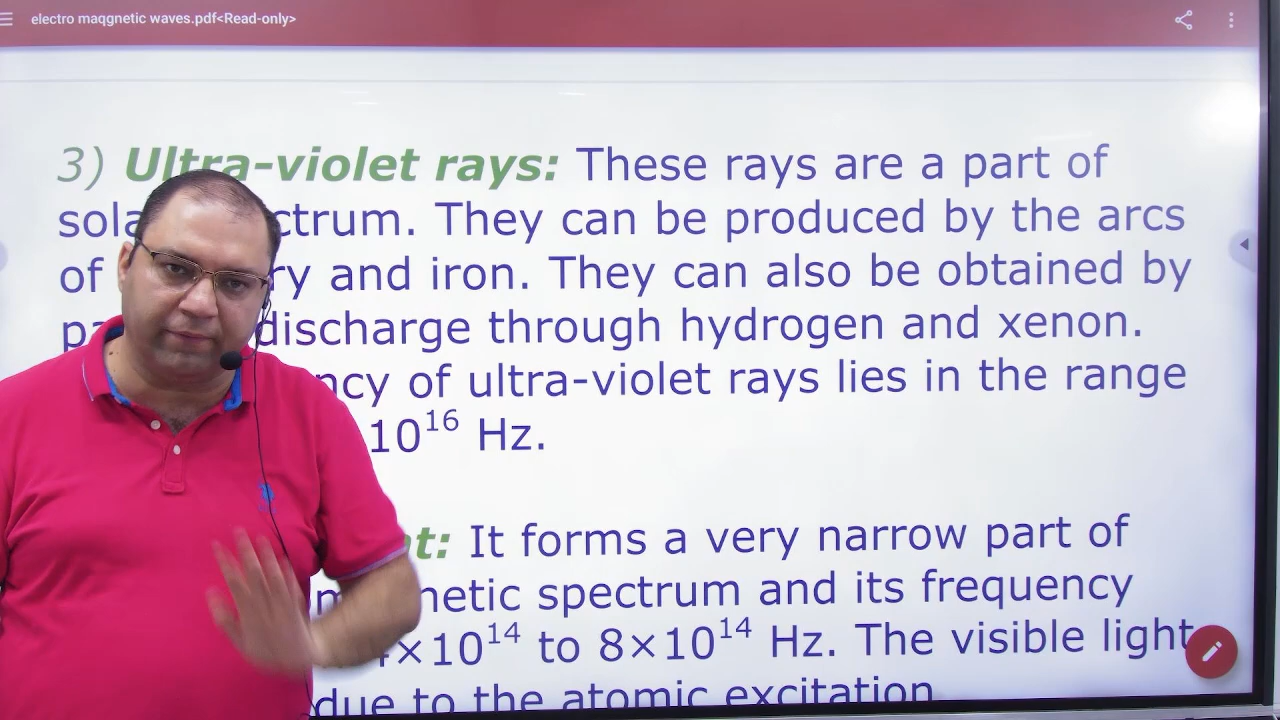 electro maqgnetic waves.pdf<Read-only>
3) Ultra-violet rays: These rays are a part of
ctrum. They can be produced by the arcs
of ry and iron. They can also be obtained by
discharge through hydrogen and xenon.
ncy of ultra-violet rays lies in the range
10¹⁶ Hz.
It forms a very narrow part of
netic spectrum and its frequency
×10¹⁴ to 8×10¹⁴ Hz. The visible light
due to the atomic excitation